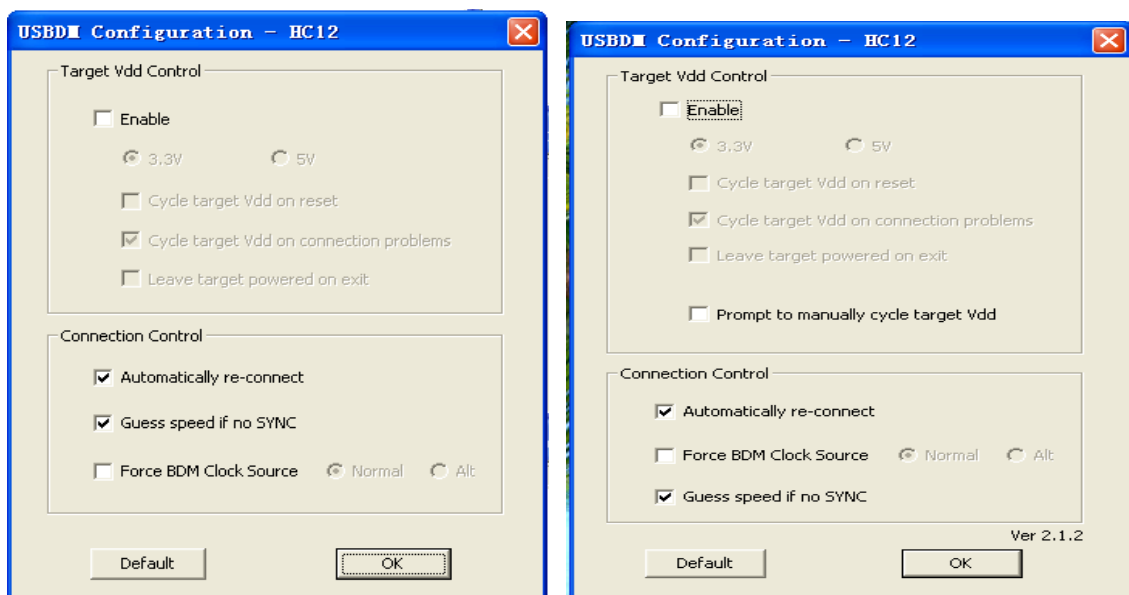 USBDM Configuration - HC12
Target Vdd Control
Enable
3.3V 5V
Cycle target Vdd on reset
Cycle target Vdd on connection problems
Leave target powered on exit
Connection Control
Automatically re-connect
Guess speed if no SYNC
Force BDM Clock Source Normal Alt
Default OK
USBDM Configuration - HC12
Target Vdd Control
Enable
3.3V 5V
Cycle target Vdd on reset
Cycle target Vdd on connection problems
Leave target powered on exit
Prompt to manually cycle target Vdd
Connection Control
Automatically re-connect
Force BDM Clock Source Normal Alt
Guess speed if no SYNC
Ver 2.1.2
Default OK